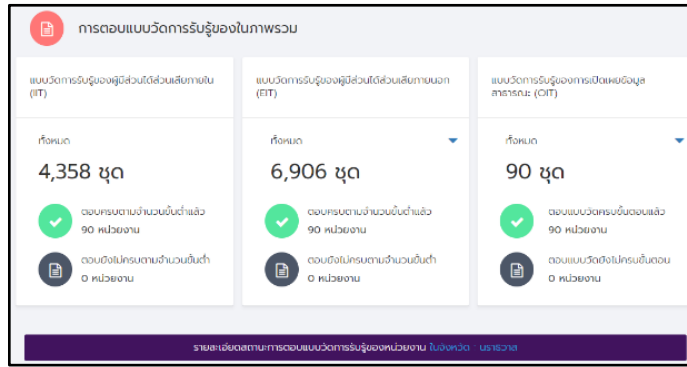 การตอบแบบวัดการรับรู้ของในภาพรวม
แบบวัดการรับรู้ของผู้มีส่วนได้ส่วนเสียภายใน
(IIT)
ทั้งหมด
4,358 ชุด
ตอบครบตามจำนวนขั้นต่ำแล้ว
90 หน่วยงาน
ตอบยังไม่ครบตามจำนวนขั้นต่ำ
0 หน่วยงาน
แบบวัดการรับรู้ของผู้มีส่วนได้ส่วนเสียภายนอก
(EIT)
ทั้งหมด
6,906 ชุด
ตอบครบตามจำนวนขั้นต่ำแล้ว
90 หน่วยงาน
ตอบยังไม่ครบตามจำนวนขั้นต่ำ
0 หน่วยงาน
แบบวัดการรับรู้ของการเปิดเผยข้อมูล
สาธารณะ (OIT)
ทั้งหมด
90 ชุด
ตอบแบบวัดครบขั้นตอนแล้ว
90 หน่วยงาน
ตอบแบบวัดยังไม่ครบขั้นตอน
0 หน่วยงาน
รายละเอียดสถานะการตอบแบบวัดการรับรู้ของหน่วยงาน ในจังหวัด นราธิวาส